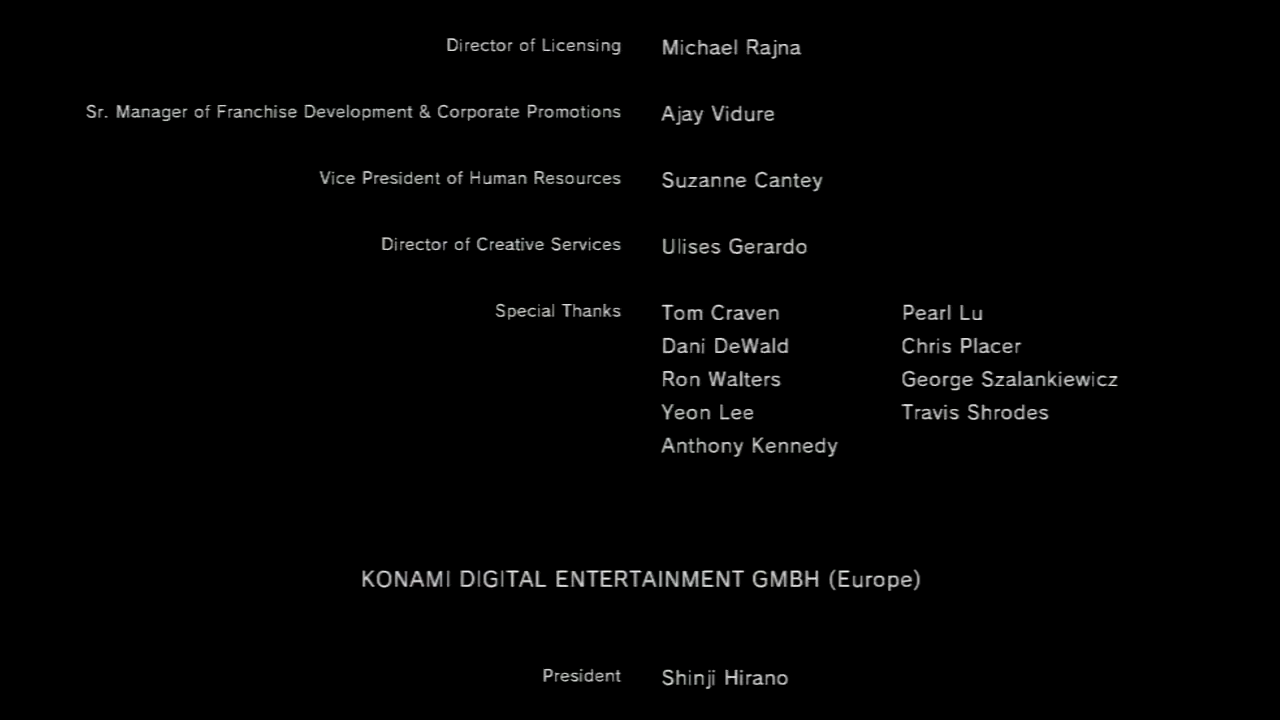 Director of Licensing Michael Rajna
Sr. Manager of Franchise Development & Corporate Promotions Ajay Vidure
Vice President of Human Resources Suzanne Cantey
Director of Creative Services Ulises Gerardo
Special Thanks Tom Craven Pearl Lu
Dani DeWald Chris Placer
Ron Walters George Szalankiewicz
Yeon Lee Travis Shrodes
Anthony Kennedy
KONAMI DIGITAL ENTERTAINMENT GMBH (Europe)
President Shinji Hirano